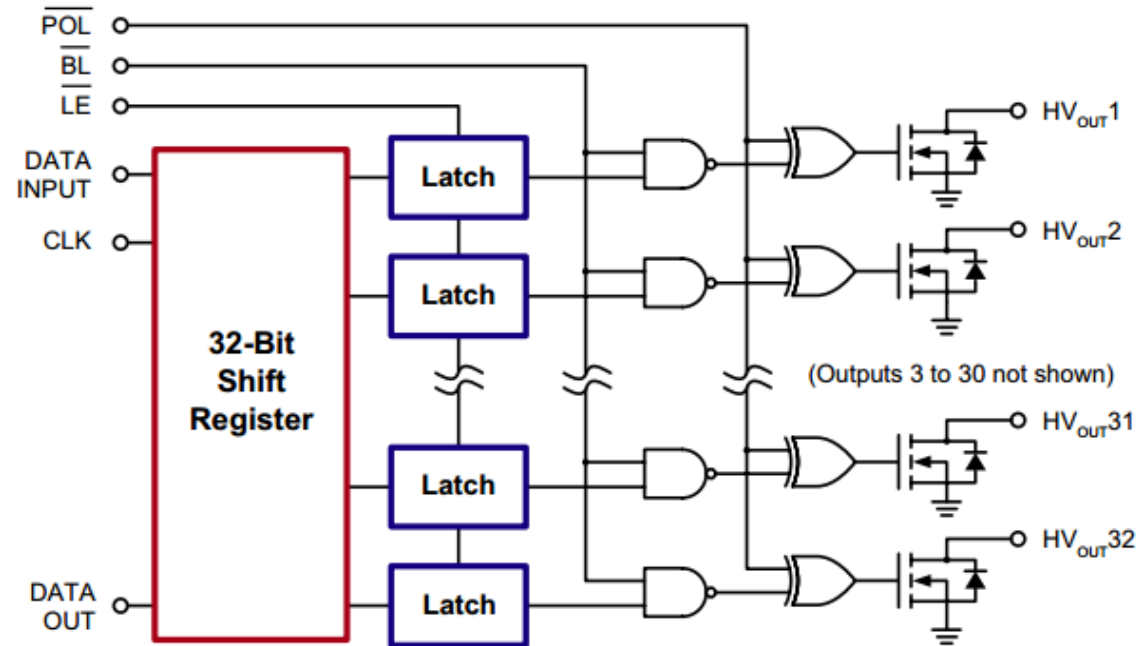 POL
BL
LE
DATA
INPUT
CLK
DATA
OUT
32-Bit
Shift
Register
Latch
Latch
Latch
Latch
HVOUT1
HVOUT2
(Outputs 3 to 30 not shown)
HVOUT31
HVOUT32